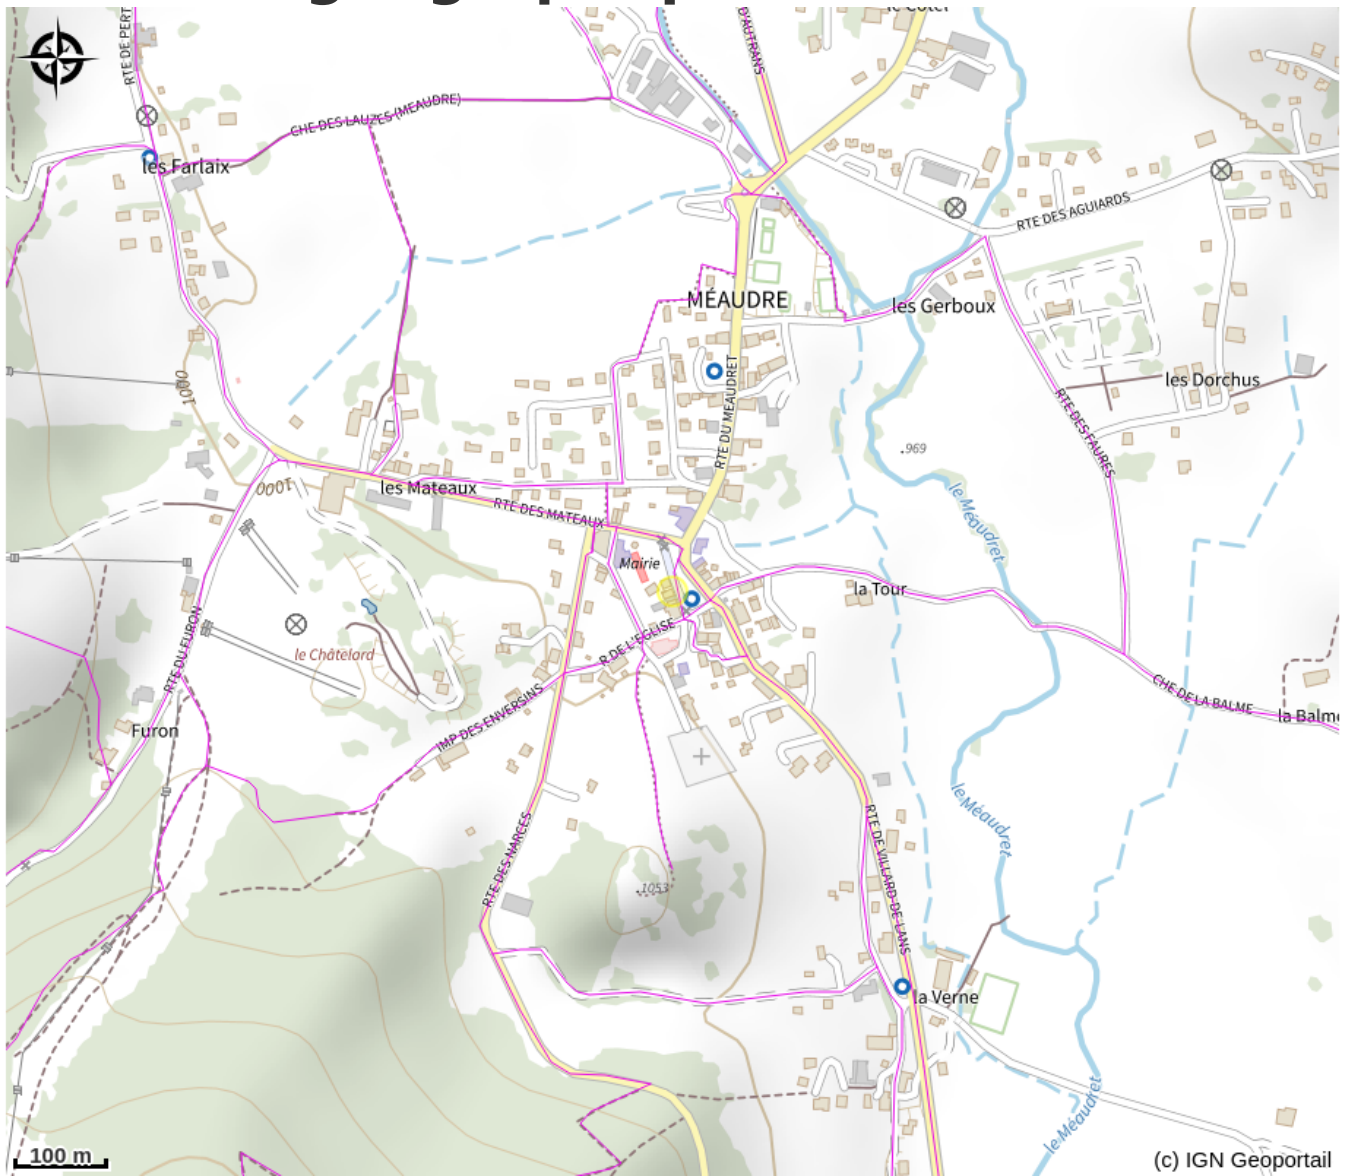 RTE DE PERT
D'AUTRANS
CHE DES LAUZES (MEAUDRE)
les Farlaix
RTE DES AGUIARDS
MÉAUDRE
les Gerboux
1000
les Dorchus
RTE DU MEAUDRET
RTE DES FAURES
.969
les Mateaux
1000
le Méaudret
RTE DES MATEAUX
Mairie
la Tour
RTE DU FURON
le Châtelard
R DE L'EGLISE
CHE DE LA BALME
la Balme
IMP DES ENVERSINS
Furon
le Méaudret
RTE DES NARCES
RTE DE VILLARD-DE-LANS
.1053
la Verne
le Méaudret
100 m
(c) IGN Geoportail